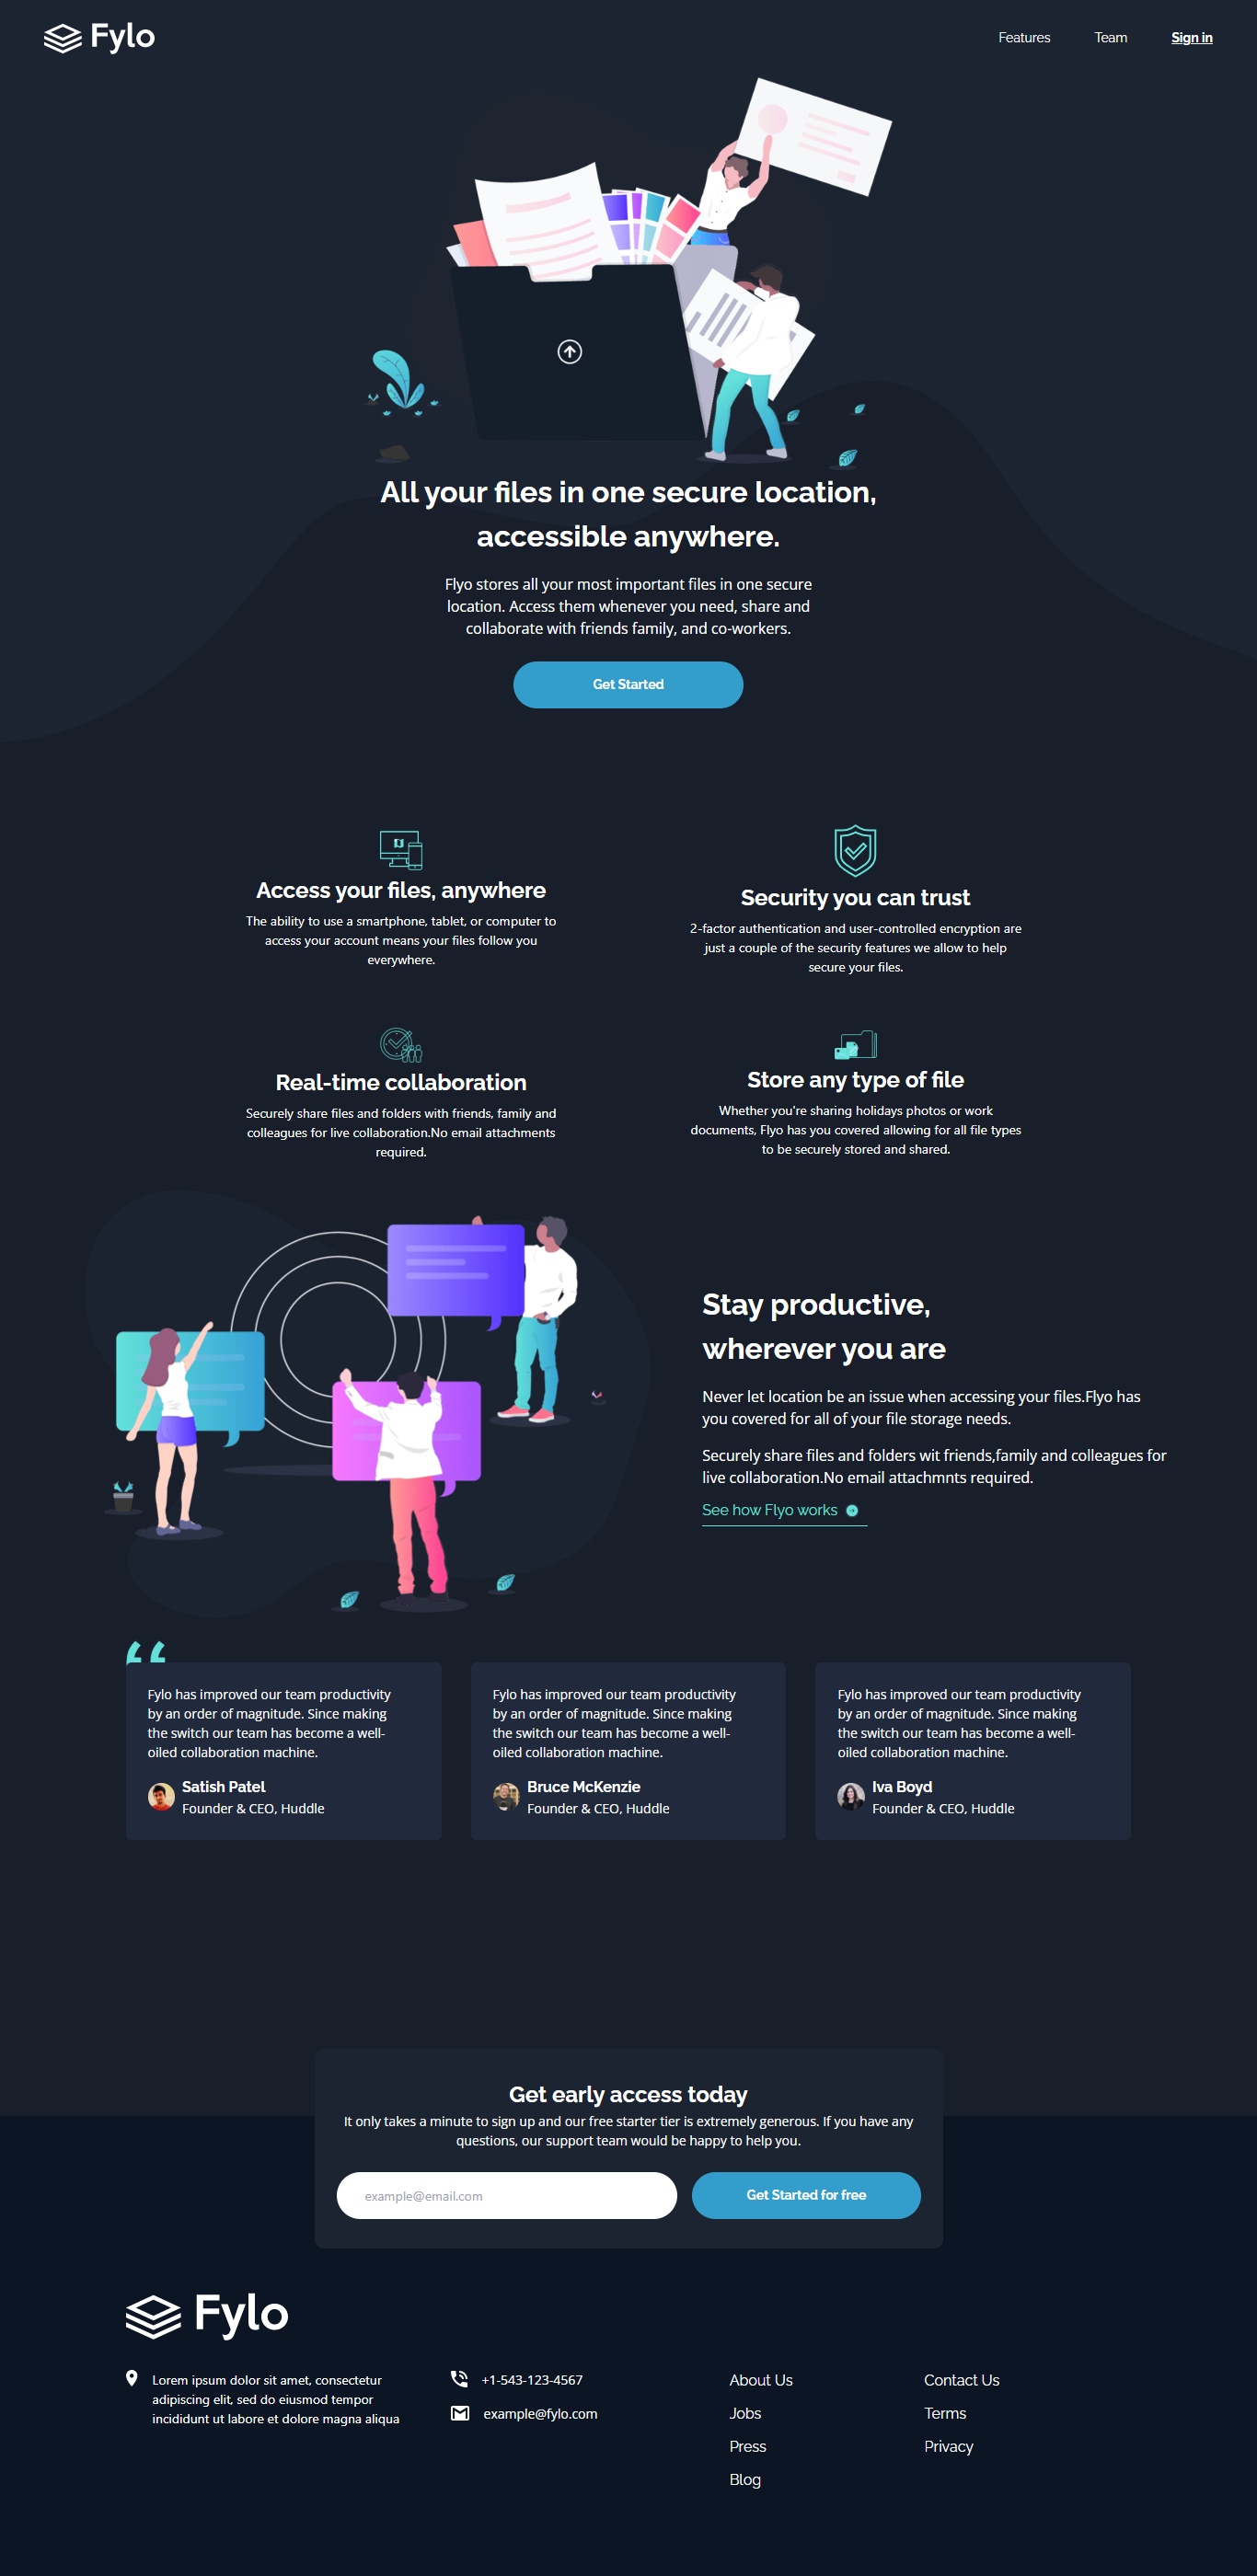 Fylo
Features
Team
Sign in
All your files in one secure location,
accessible anywhere.
Flyo stores all your most important files in one secure
location. Access them whenever you need, share and
collaborate with friends family, and co-workers.
Get Started
Access your files, anywhere
The ability to use a smartphone, tablet, or computer to
access your account means your files follow you
everywhere.
Security you can trust
2-factor authentication and user-controlled encryption are
just a couple of the security features we allow to help
secure your files.
Real-time collaboration
Securely share files and folders with friends, family and
colleagues for live collaboration.No email attachments
required.
Store any type of file
Whether you're sharing holidays photos or work
documents, Flyo has you covered allowing for all file types
to be securely stored and shared.
Stay productive,
wherever you are
Never let location be an issue when accessing your files.Flyo has
you covered for all of your file storage needs.
Securely share files and folders wit friends,family and colleagues for
live collaboration.No email attachmnts required.
See how Flyo works
Fylo has improved our team productivity
by an order of magnitude. Since making
the switch our team has become a well-
oiled collaboration machine.
Satish Patel
Founder & CEO, Huddle
Fylo has improved our team productivity
by an order of magnitude. Since making
the switch our team has become a well-
oiled collaboration machine.
Bruce McKenzie
Founder & CEO, Huddle
Fylo has improved our team productivity
by an order of magnitude. Since making
the switch our team has become a well-
oiled collaboration machine.
Iva Boyd
Founder & CEO, Huddle
Get early access today
It only takes a minute to sign up and our free starter tier is extremely generous. If you have any
questions, our support team would be happy to help you.
example@email.com
Get Started for free
Fylo
Lorem ipsum dolor sit amet, consectetur
adipiscing elit, sed do eiusmod tempor
incididunt ut labore et dolore magna aliqua
+1-543-123-4567
example@fylo.com
About Us
Jobs
Press
Blog
Contact Us
Terms
Privacy